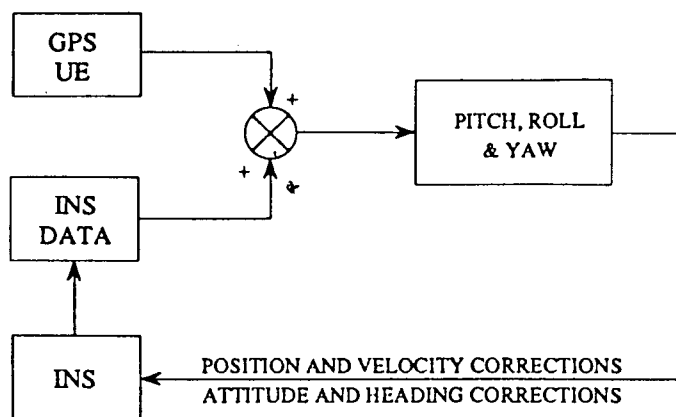 GPS
UE
+
PITCH, ROLL
& YAW
+
INS
DATA
INS
POSITION AND VELOCITY CORRECTIONS
ATTITUDE AND HEADING CORRECTIONS